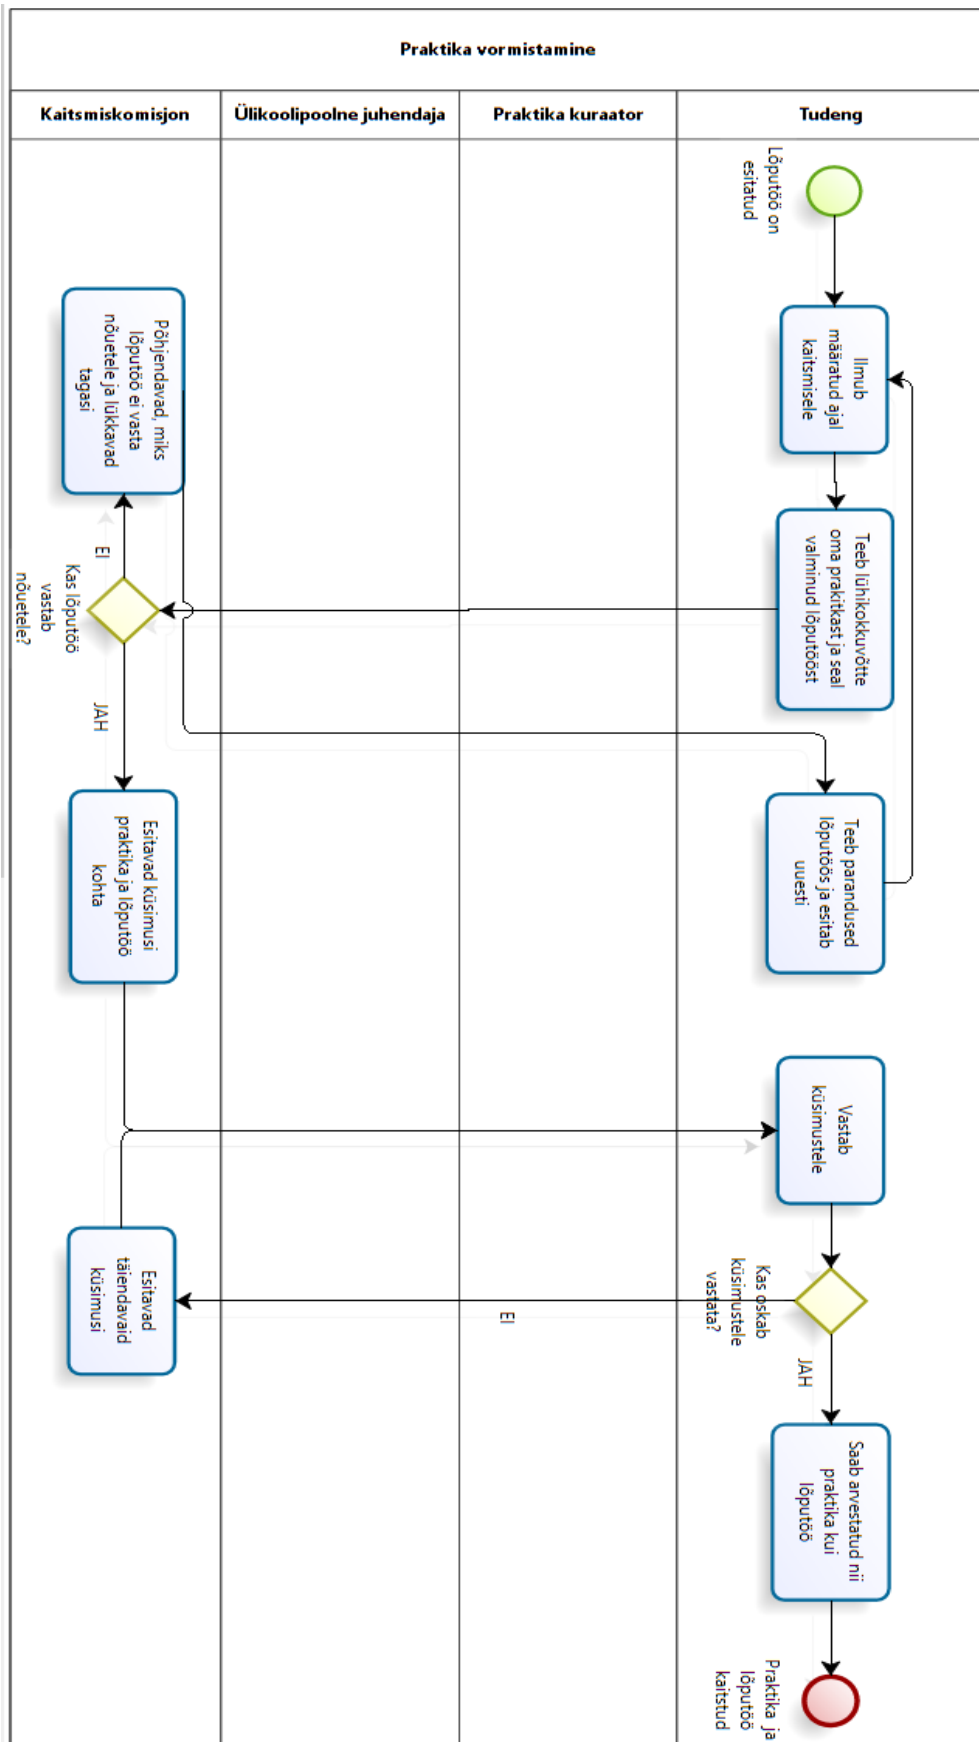 Praktika vormistamine
Kaitsmiskomisjon
Ülikoolipoolne juhendaja
Praktika kuraator
Tudeng
Lõputöö on
esitatud
Ilmub
määratud ajal
kaitsmisele
Teeb lühikokkuvõtte
oma prakitkast ja seal
valminud lõputööst
Põhjendavad, miks
lõputöö ei vasta
nõuetele ja lükkavad
tagasi
EI
Kas lõputöö
vastab
nõuetele?
JAH
Teeb parandused
lõputöös ja esitab
uuesti
Esitavad küsimusi
praktika ja lõputöö
kohta
Vastab
küsimustele
Kas oskab
küsimustele
vastata?
EI
Esitavad
täiendavaid
küsimusi
JAH
Saab arvestatud nii
praktika kui
lõputöö
Praktika ja
lõputöö
kaitstud